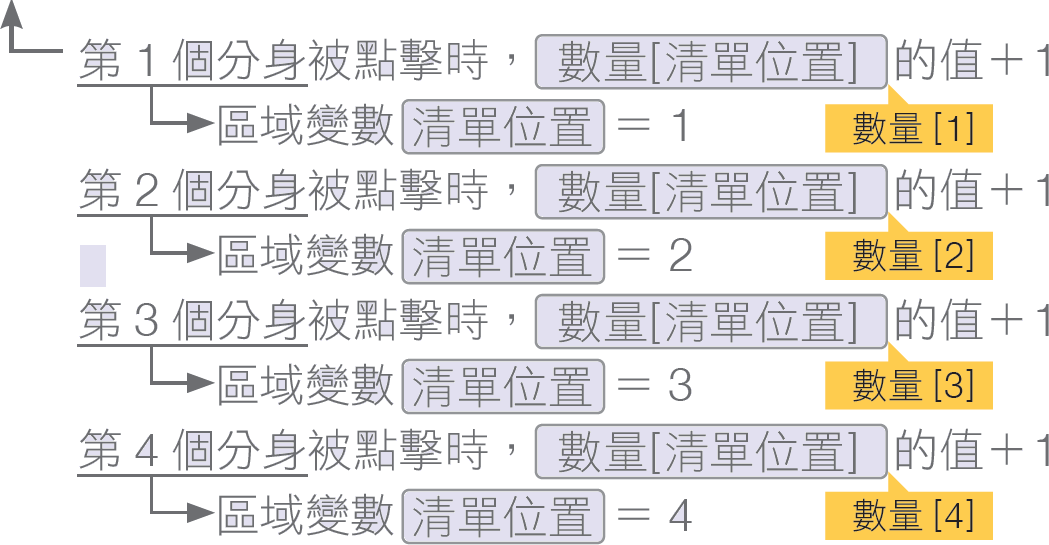 第 1 個分身被點擊時，數量[清單位置] 的值＋1
區域變數 清單位置 ＝ 1
數量 [1]
第 2 個分身被點擊時，數量[清單位置] 的值＋1
區域變數 清單位置 ＝ 2
數量 [2]
第 3 個分身被點擊時，數量[清單位置] 的值＋1
區域變數 清單位置 ＝ 3
數量 [3]
第 4 個分身被點擊時，數量[清單位置] 的值＋1
區域變數 清單位置 ＝ 4
數量 [4]